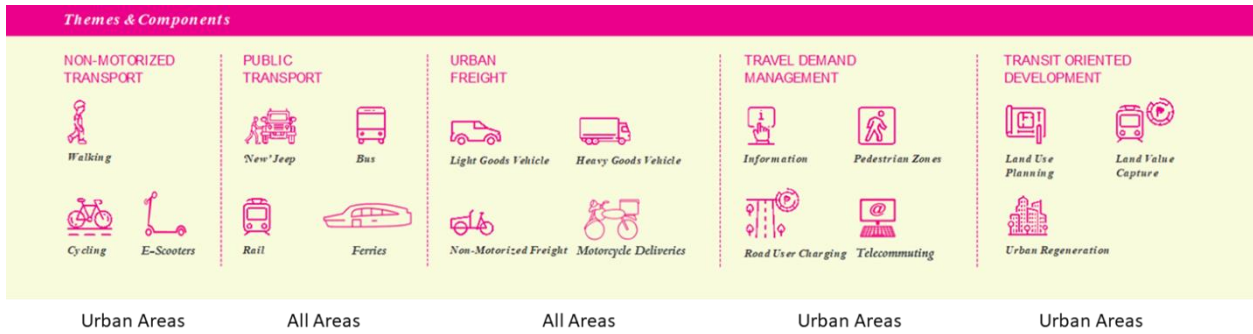 Themes & Components
NON-MOTORIZED
TRANSPORT
Walking
Cycling
E-Scooters
PUBLIC
TRANSPORT
'New' Jeep
Bus
Rail
Ferries
URBAN
FREIGHT
Light Goods Vehicle
Heavy Goods Vehicle
Non-Motorized Freight
Motorcycle Deliveries
TRAVEL DEMAND
MANAGEMENT
i
Information
Pedestrian Zones
P
Road User Charging
@
Telecommuting
TRANSIT ORIENTED
DEVELOPMENT
Land Use
Planning
P
Land Value
Capture
Urban Regeneration
Urban Areas
All Areas
All Areas
Urban Areas
Urban Areas